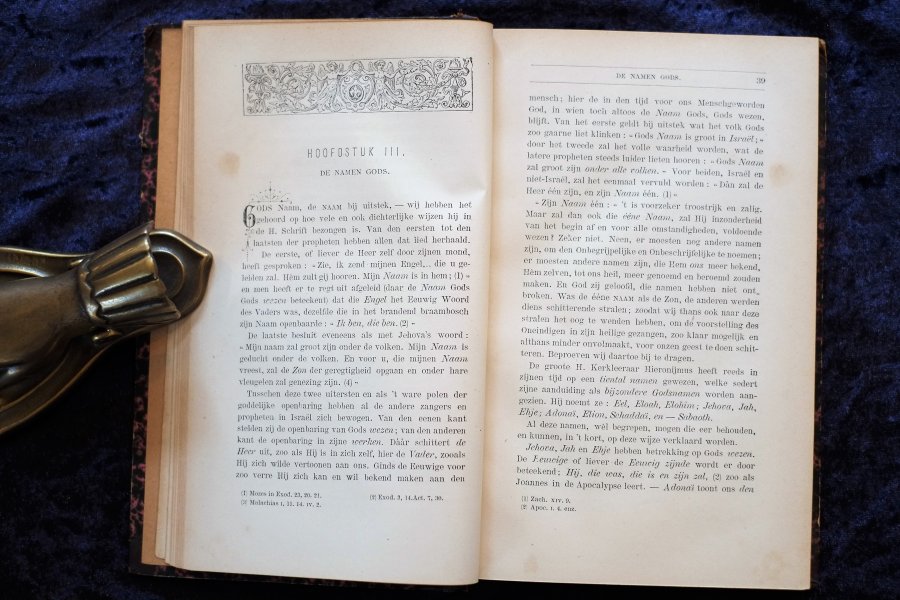 HOOFDSTUK III.
DE NAMEN GODS.
GODS Naam, de NAAM bij uitstek, — wij hebben het
gehoord op hoe vele en ook dichterlijke wijzen hij in
de H. Schrift bezongen is. Van den eersten tot den
laatsten der propheten hebben allen dat lied herhaald.
De eerste, of liever de Heer zelf door zijnen mond,
heeft gesproken: « Zie, ik zend mijnen Engel... die u ge-
leiden zal. Hèm zult gij hooren. Mijn Naam is in hem; (1) »
en men heeft er te regt uit afgeleid (daar de Naam Gods
Gods wezen beteekent) dat die Engel het Eeuwig Woord
des Vaders was, dezelfde die in het brandend braambosch
zijn Naam openbaarde: « Ik ben, die ben. (2) »
De laatste besluit eveneens als met Jehova's woord:
« Mijn naam zal groot zijn onder de volken. Mijn Naam is
geducht onder de volken. En voor u, die mijnen Naam
vreest, zal de Zon der geregtigheid opgaan en onder hare
vleugelen zal genezing zijn. (4) »
Tusschen deze twee uitersten en als 't ware polen der
goddelijke openbaring hebben al de andere zangers en
propheten in Israël zich bewogen. Van den eenen kant
stelden zij de openbaring van Gods wezen; van den anderen
kant de openbaring in zijne werken. Dààr schittert de
Heer uit, zoo als Hij is in zich zelf, hier de Vader, zooals
Hij zich wilde vertoonen aan ons. Ginds de Eeuwige voor
zoo verre Hij zich kan en wil bekend maken aan den
(1) Mozes in Exod. 23, 20. 21.
(2) Exod. 3, 14. Act. 7, 30.
(3) Malachias I, 11. 14. IV. 2.
DE NAMEN GODS. 39
mensch; hier de in den tijd voor ons Menschgeworden
God, in wien toch altoos de Naam Gods, Gods wezen,
blijft. Van het eerste geldt bij uitstek wat het volk Gods
zoo gaarne liet klinken: « Gods Naam is groot in Israël; »
door het tweede zal het volle waarheid worden, wat de
latere propheten steeds luider lieten hooren: « Gods Naam
zal groot zijn onder alle volken. » Voor beiden, Israël en
niet-Israël, zal het eenmaal vervuld worden: « Dàn zal de
Heer één zijn, en zijn Naam één. (1) »
« Zijn Naam één: » 't is voorzeker troostrijk en zalig.
Maar zal dan ook die ééne Naam, zal Hij inzonderheid
van het begin af en voor alle omstandigheden, voldoende
wezen? Zeker niet. Neen, er moesten nog andere namen
zijn, om den Onbegrijpelijke en Onbeschrijfelijke te noemen;
er moesten andere namen zijn, die Hem ons meer bekend,
Hèm zelven, tot ons heil, meer genoemd en beroemd zouden
maken. En God zij geloofd, die namen hebben niet ont-
broken. Was de ééne NAAM als de Zon, de anderen werden
diens schitterende stralen; zoodat wij thans ook naar deze
stralen het oog te wenden hebben, om de voorstelling des
Oneindigen in zijn heilige gezangen, zoo klaar mogelijk en
althans minder onvolmaakt, voor onzen geest te doen schit-
teren. Beproeven wij daartoe bij te dragen.
De groote H. Kerkleeraar Hieronijmus heeft reeds in
zijnen tijd op een tiental namen gewezen, welke sedert
zijne aanduiding als bijzondere Godsnamen worden aan-
gezien. Hij noemt ze: Eel, Eloah, Elohim; Jehova, Jah,
Ehje; Adonaï, Elion, Schaddaï, en — Sabaoth.
Al deze namen, wèl begrepen, mogen die eer behouden,
en kunnen, in 't kort, op deze wijze verklaard worden.
Jehova, Jah en Ehje hebben betrekking op Gods wezen.
De Eeuwige of liever de Eeuwig zijnde wordt er door
beteekend; Hij, die was, die is en zijn zal, (2) zoo als
Joannes in de Apocalypse leert. — Adonaï toont ons den
(1) Zach. XIV. 9.
(2) Apoc. I. 4. enz.